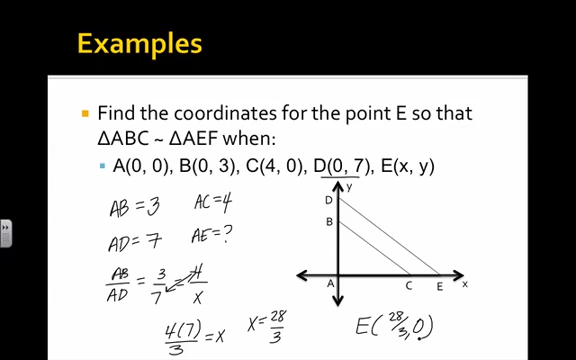 Examples
Find the coordinates for the point E so that
ΔABC ~ ΔAEF when:
A(0, 0), B(0, 3), C(4, 0), D(0, 7), E(x, y)
AB = 3 AC = 4
AD = 7 AE = ?
AB/AD = 3/7 = 4/x
4(7)/3 = x x = 28/3
E(28/3, 0)
y
D
B
A C E x